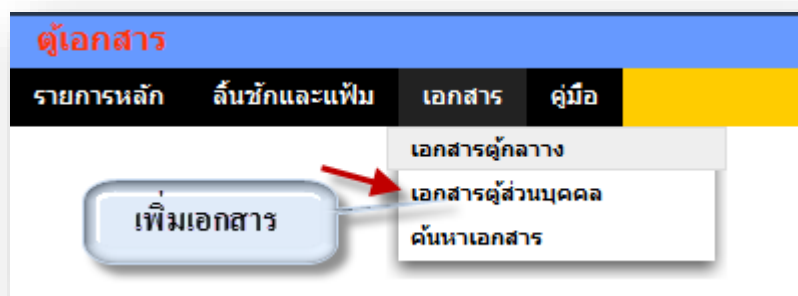 ตู้เอกสาร
รายการหลัก ลิ้นชักและแฟ้ม เอกสาร คู่มือ
เอกสารตู้กลาาง
เอกสารตู้ส่วนบุคคล
เพิ่มเอกสาร
ค้นหาเอกสาร